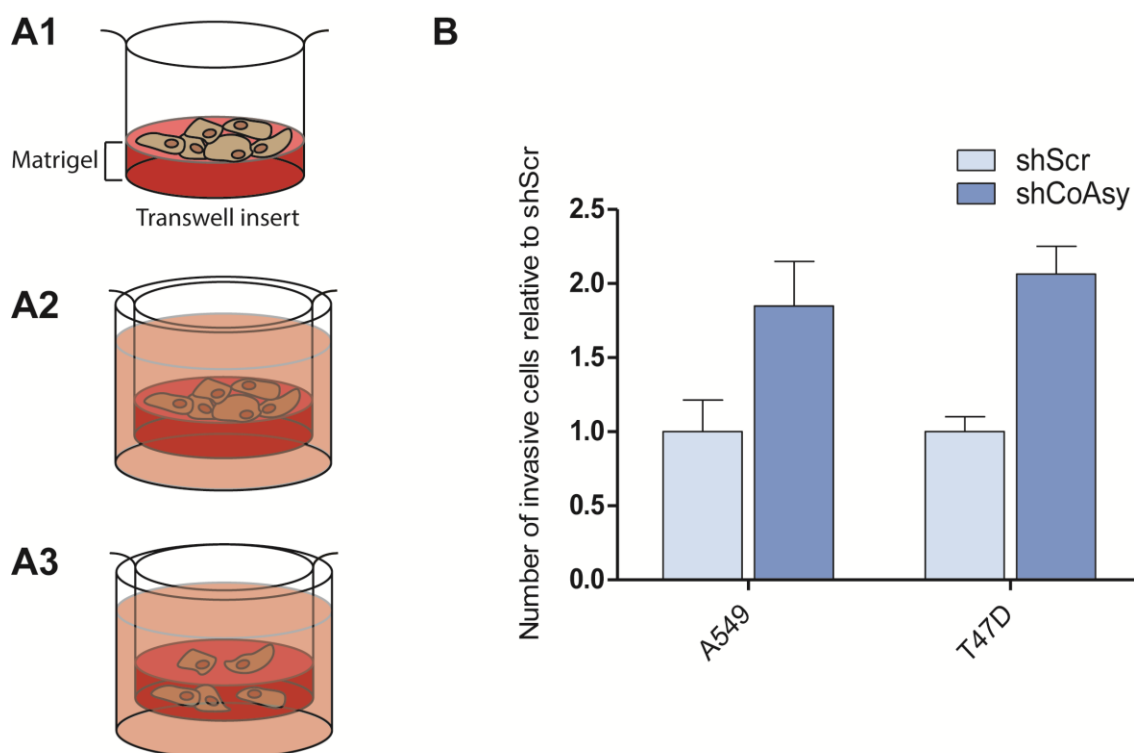 A1
Matrigel
Transwell insert
A2
A3
B
shScr
shCoAsy
Number of invasive cells relative to shScr
2.5
2.0
1.5
1.0
0.5
0.0
A549
T47D